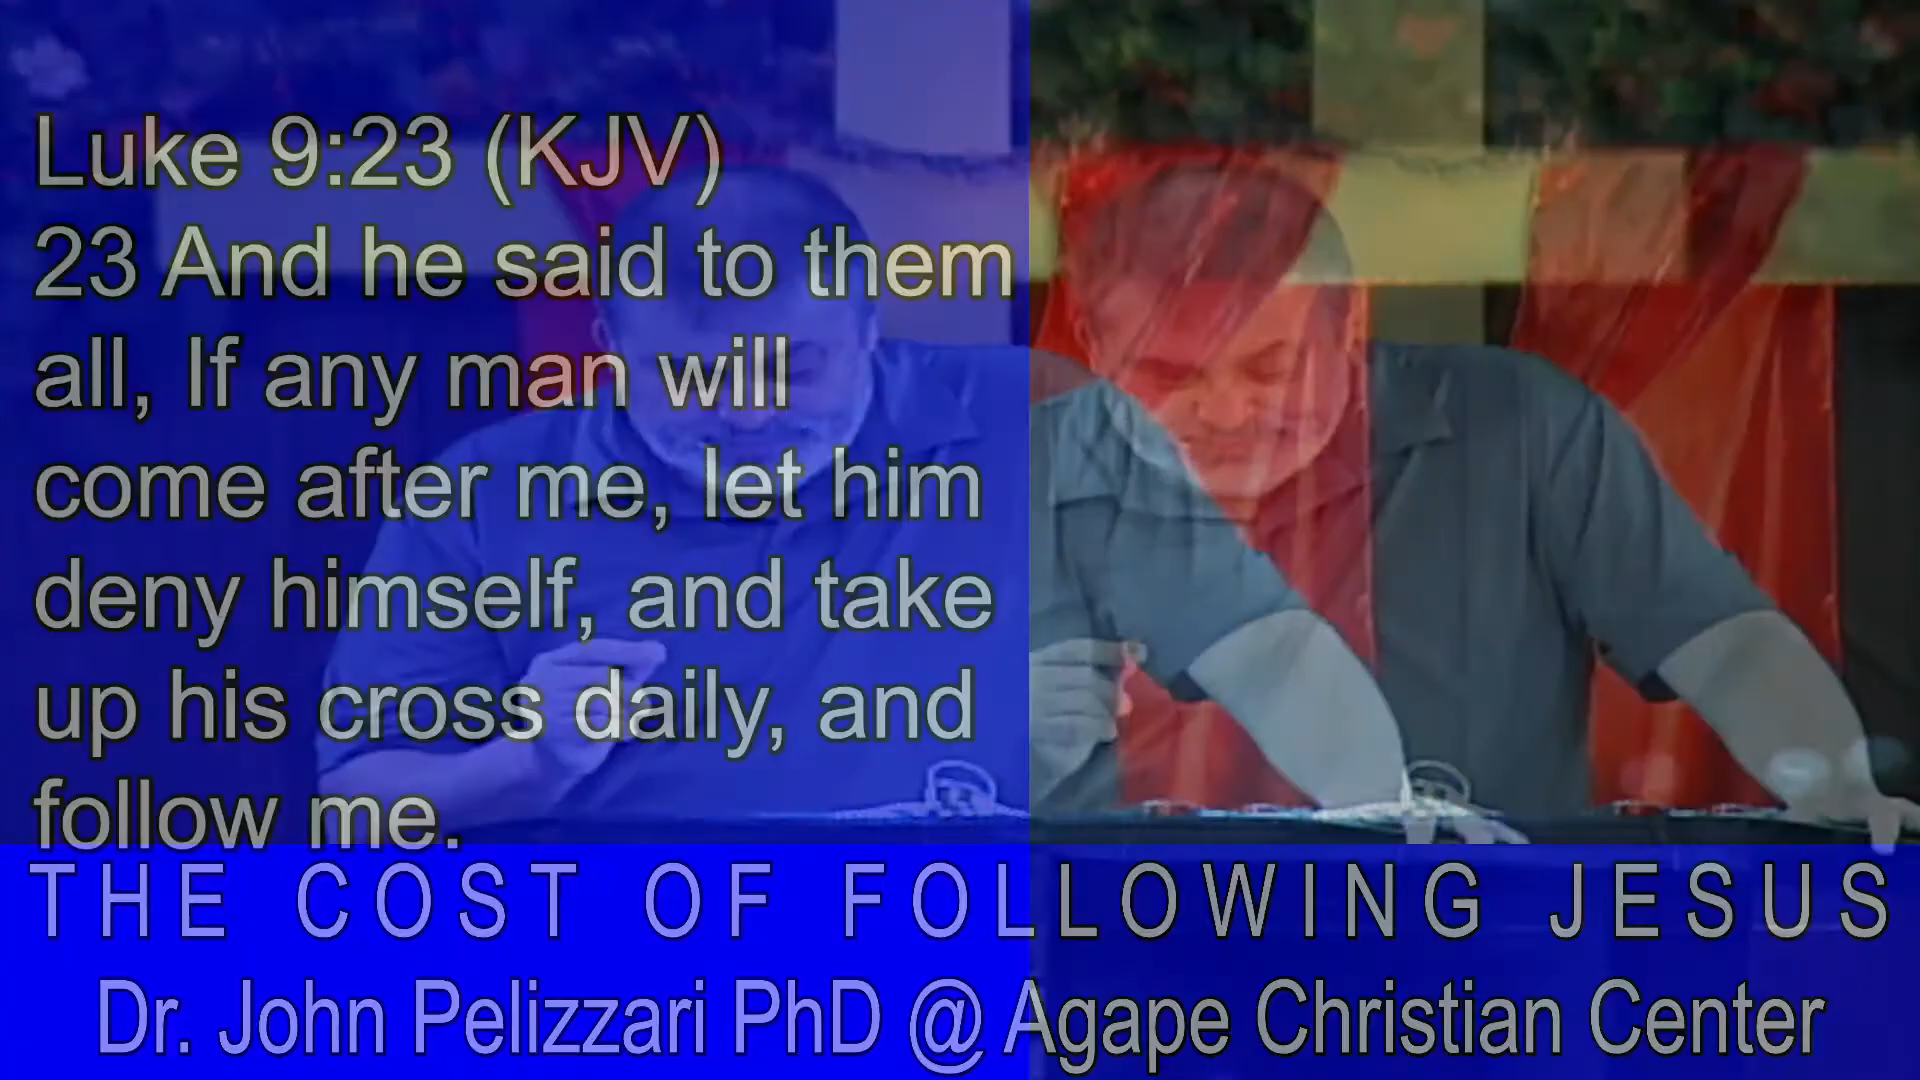 Luke 9:23 (KJV)
23 And he said to them
all, If any man will
come after me, let him
deny himself, and take
up his cross daily, and
follow me.
THE COST OF FOLLOWING JESUS
Dr. John Pelizzari PhD @ Agape Christian Center